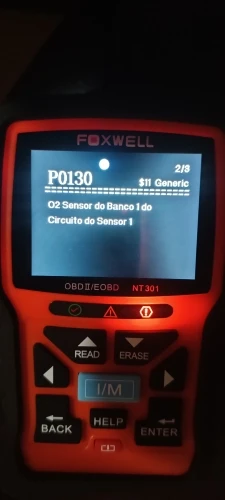 FOXWELL
P0130
2/3
$11 Generic
==============================
O2 Sensor do Banco 1 do
Circuito do Sensor 1
OBDII/EOBD NT301
READ
ERASE
I/M
BACK
HELP
ENTER